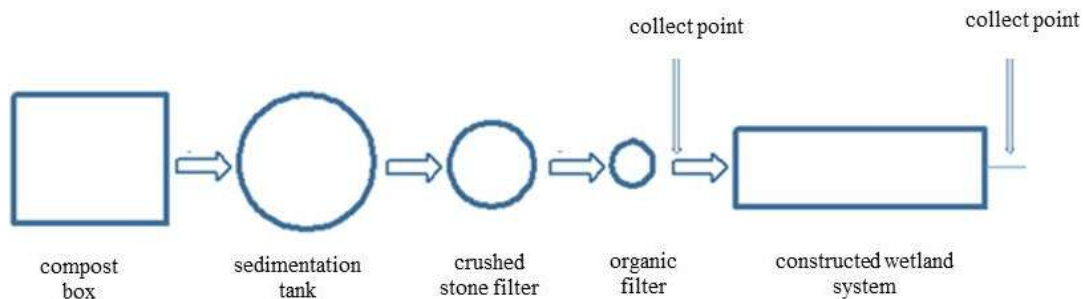 collect point
collect point
compost
box
sedimentation
tank
crushed
stone filter
organic
filter
constructed wetland
system